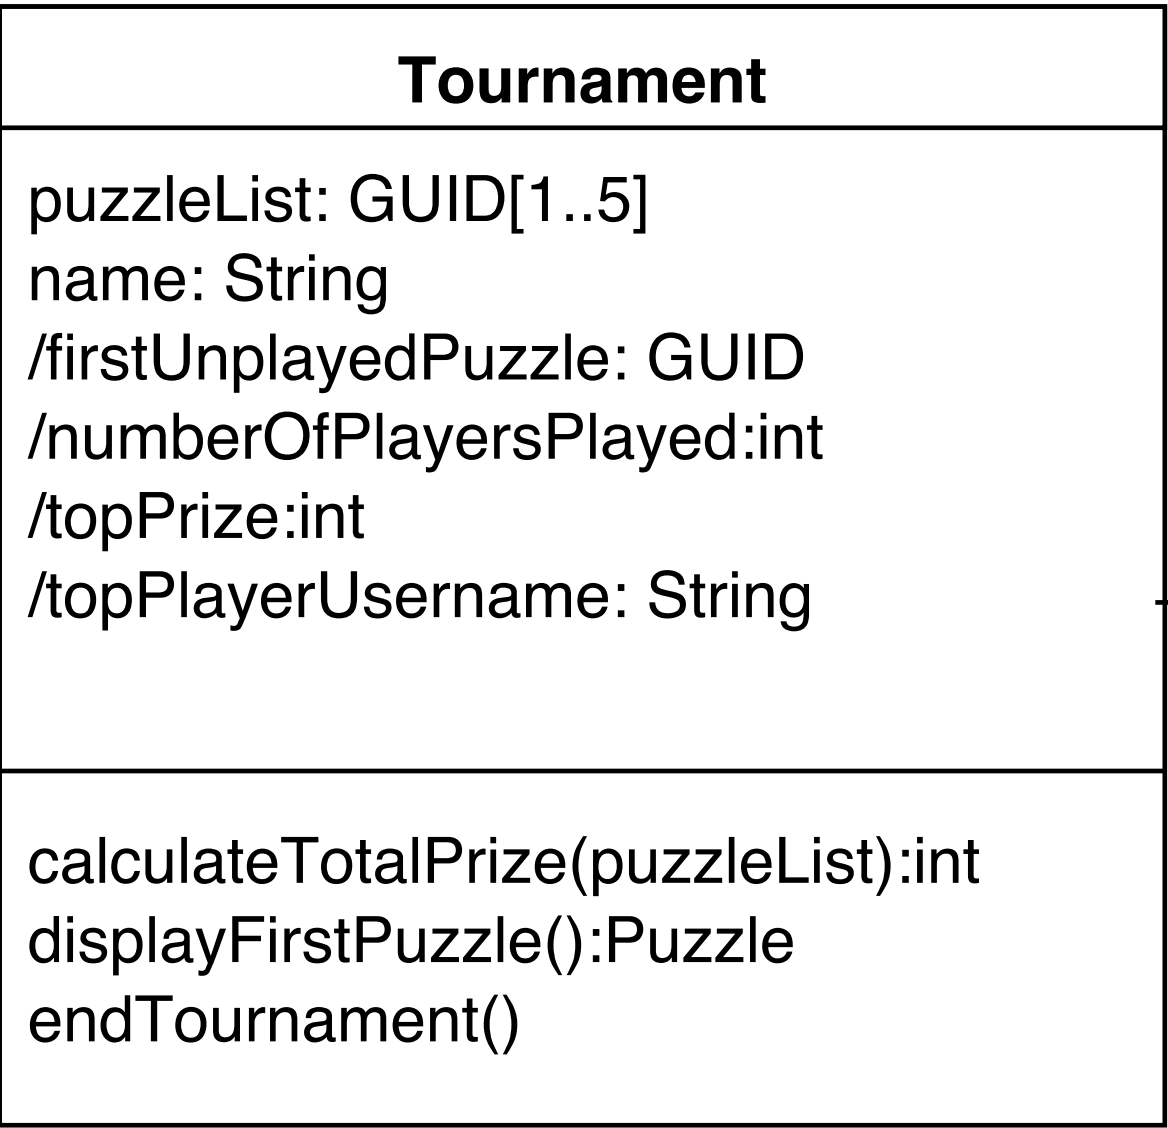 Tournament
puzzleList: GUID[1..5]
name: String
/firstUnplayedPuzzle: GUID
/numberOfPlayersPlayed:int
/topPrize:int
/topPlayerUsername: String
calculateTotalPrize(puzzleList):int
displayFirstPuzzle():Puzzle
endTournament()